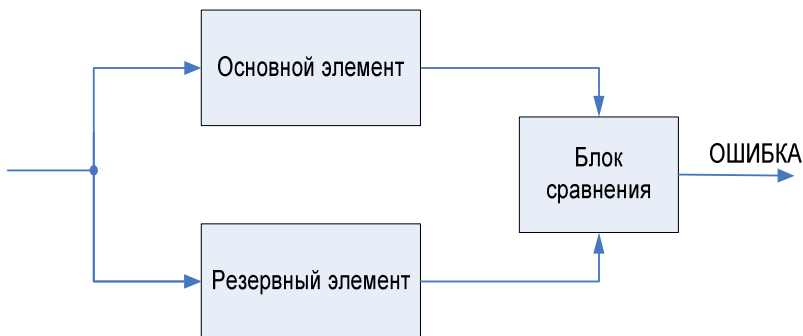 Основной элемент
Блок
сравнения
ОШИБКА
Резервный элемент